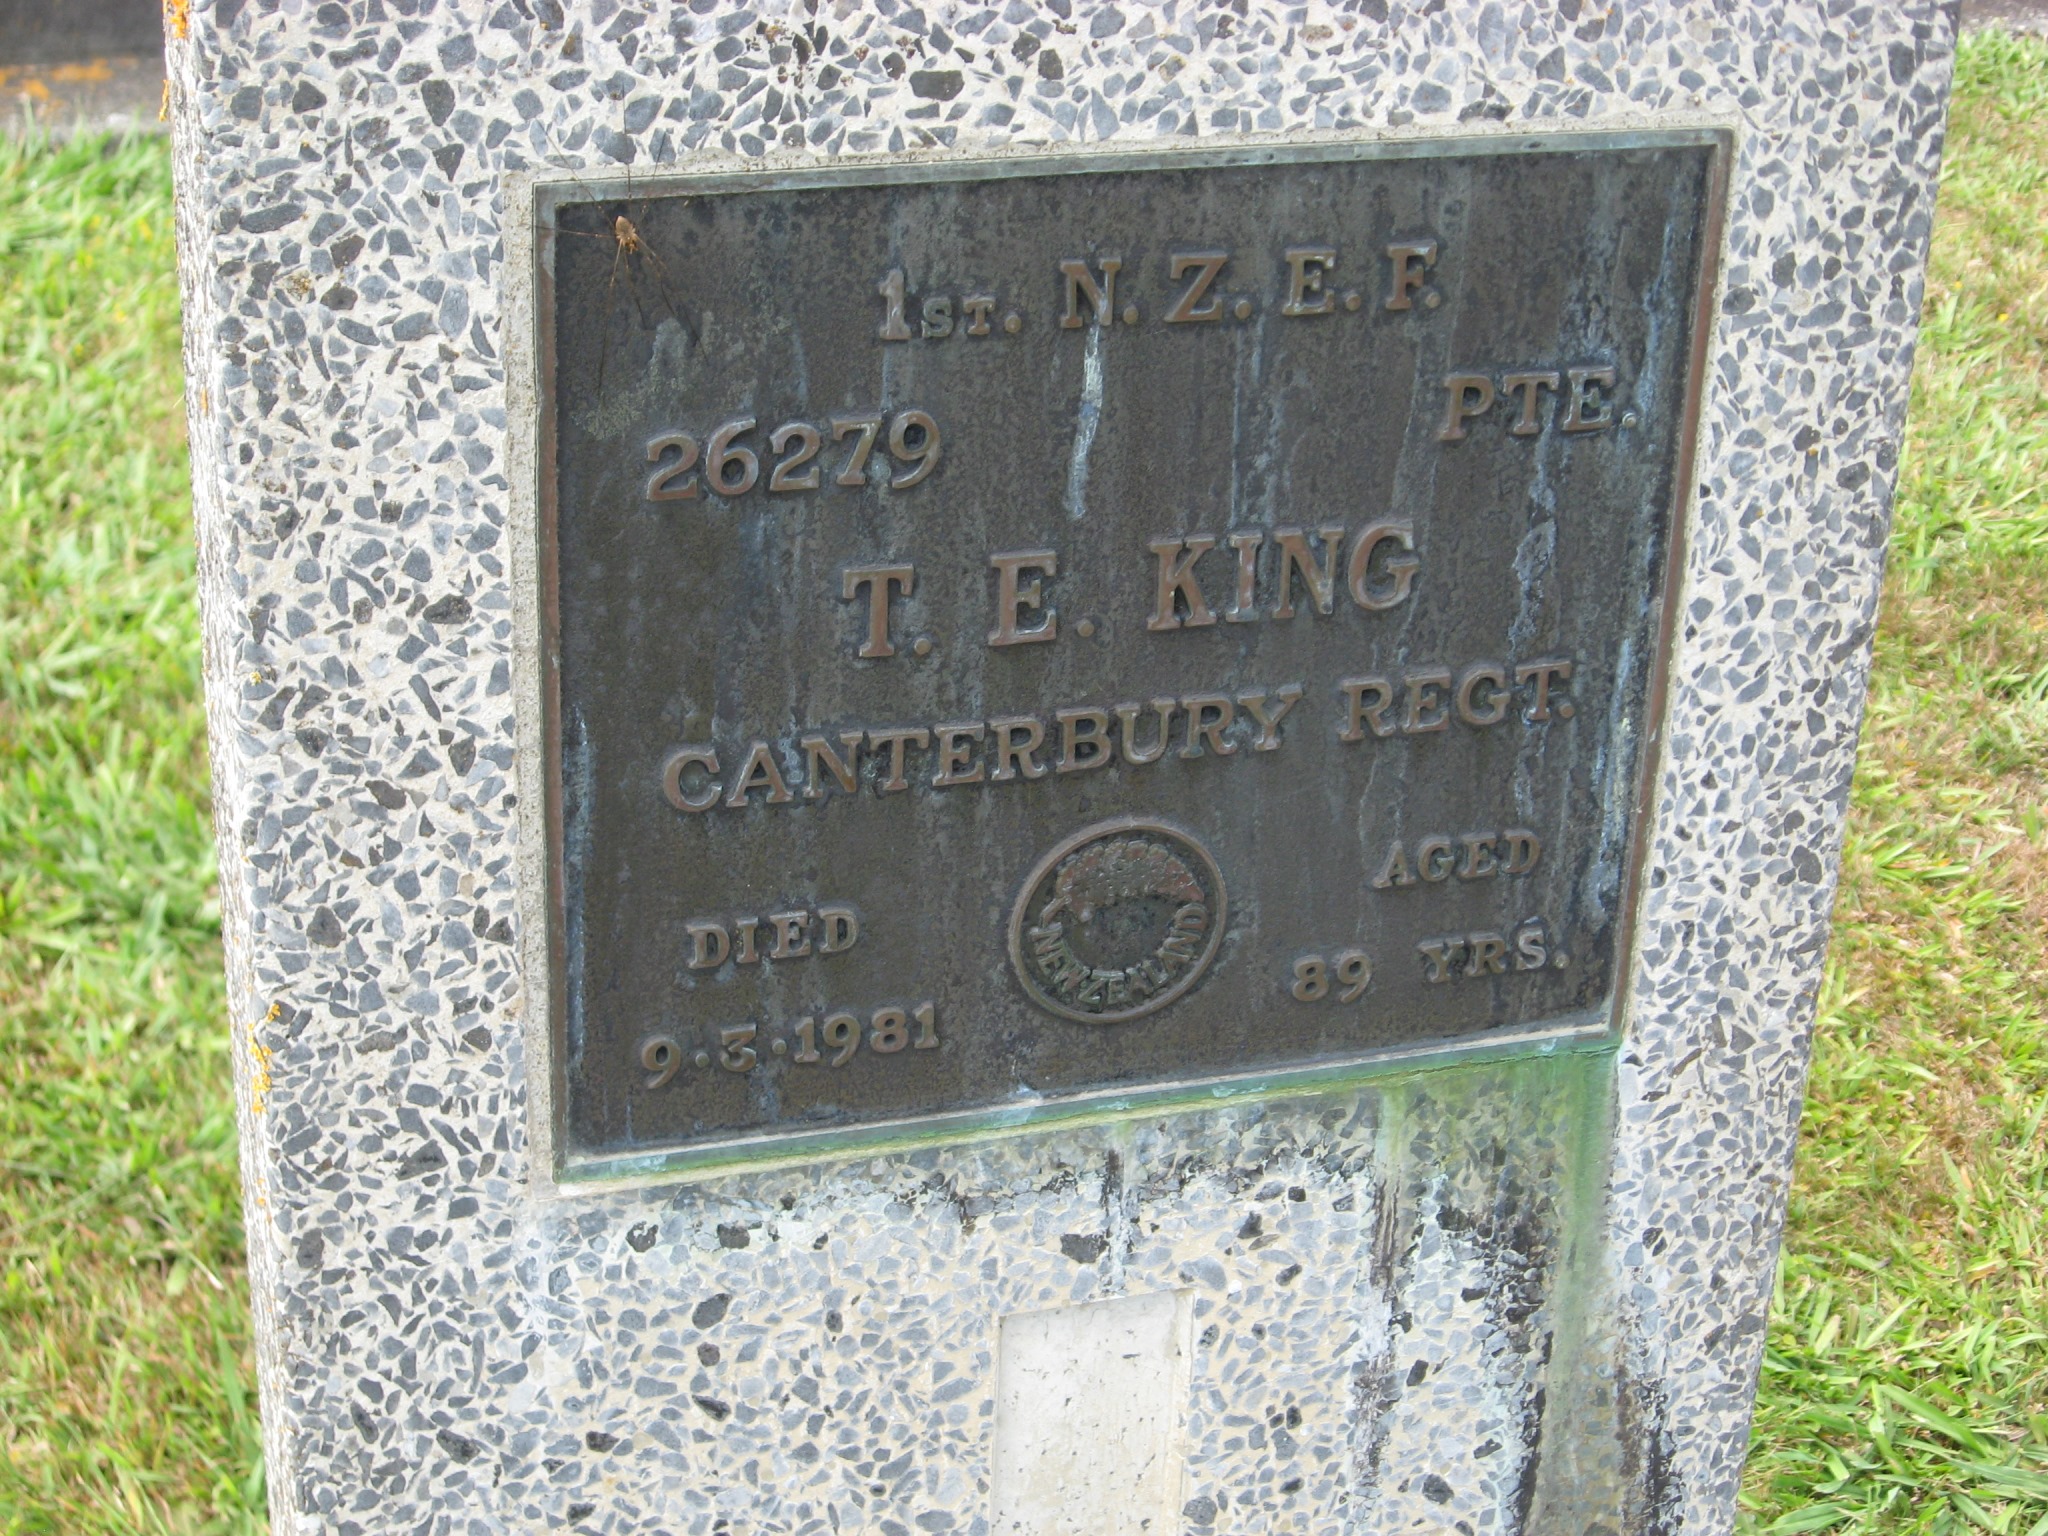 1ST. N. Z. E. F.
26279 PTE.
T. E. KING
CANTERBURY REGT.
DIED AGED
9.3.1981 89 YRS.
NEW ZEALAND